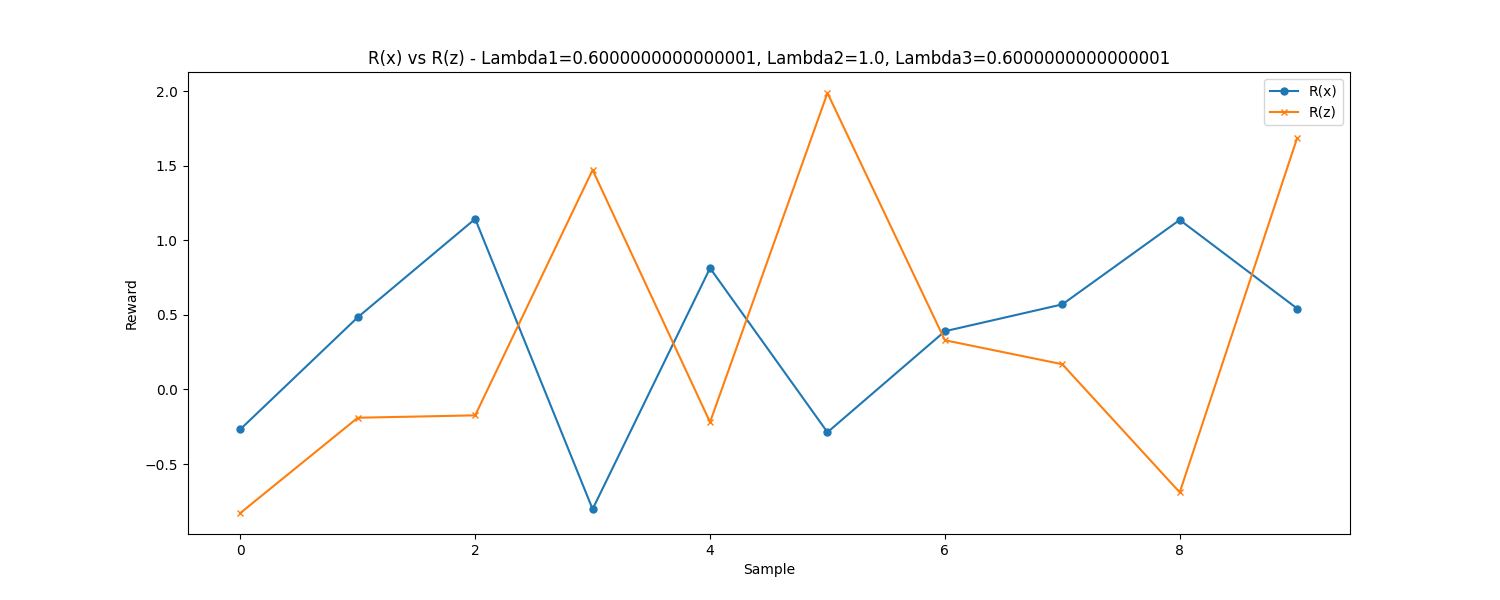 R(x) vs R(z) - Lambda1=0.6000000000000001, Lambda2=1.0, Lambda3=0.6000000000000001
R(x)
R(z)
2.0
1.5
1.0
0.5
0.0
−0.5
Reward
0 2 4 6 8
Sample